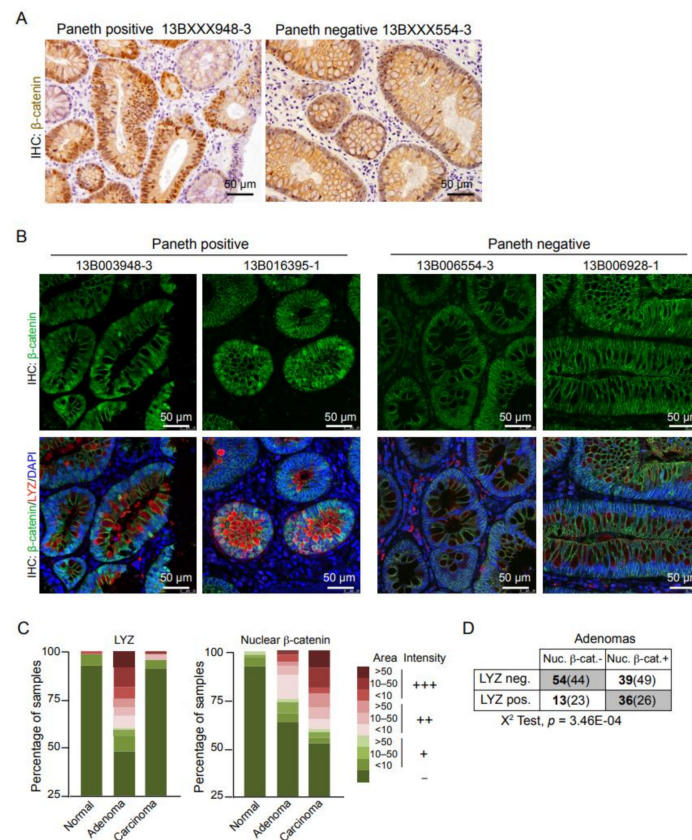 A
Paneth positive 13BXXX948-3
Paneth negative 13BXXX554-3
IHC: β-catenin
50 µm
50 µm
B
Paneth positive
Paneth negative
13B003948-3
13B016395-1
13B006554-3
13B006928-1
IHC: β-catenin
50 µm
50 µm
50 µm
50 µm
IHC: β-catenin/LYZ/DAPI
50 µm
50 µm
50 µm
50 µm
C
LYZ
Nuclear β-catenin
Percentage of samples
100
75
50
25
Normal
Adenoma
Carcinoma
Percentage of samples
100
75
50
25
Normal
Adenoma
Carcinoma
Area Intensity
>50
10–50
<10
+++
>50
10–50
<10
++
>50
10–50
<10
+
–
D
Adenomas
Nuc. β-cat.- Nuc. β-cat.+
LYZ neg. 54(44) 39(49)
LYZ pos. 13(23) 36(26)
X² Test, p = 3.46E-04